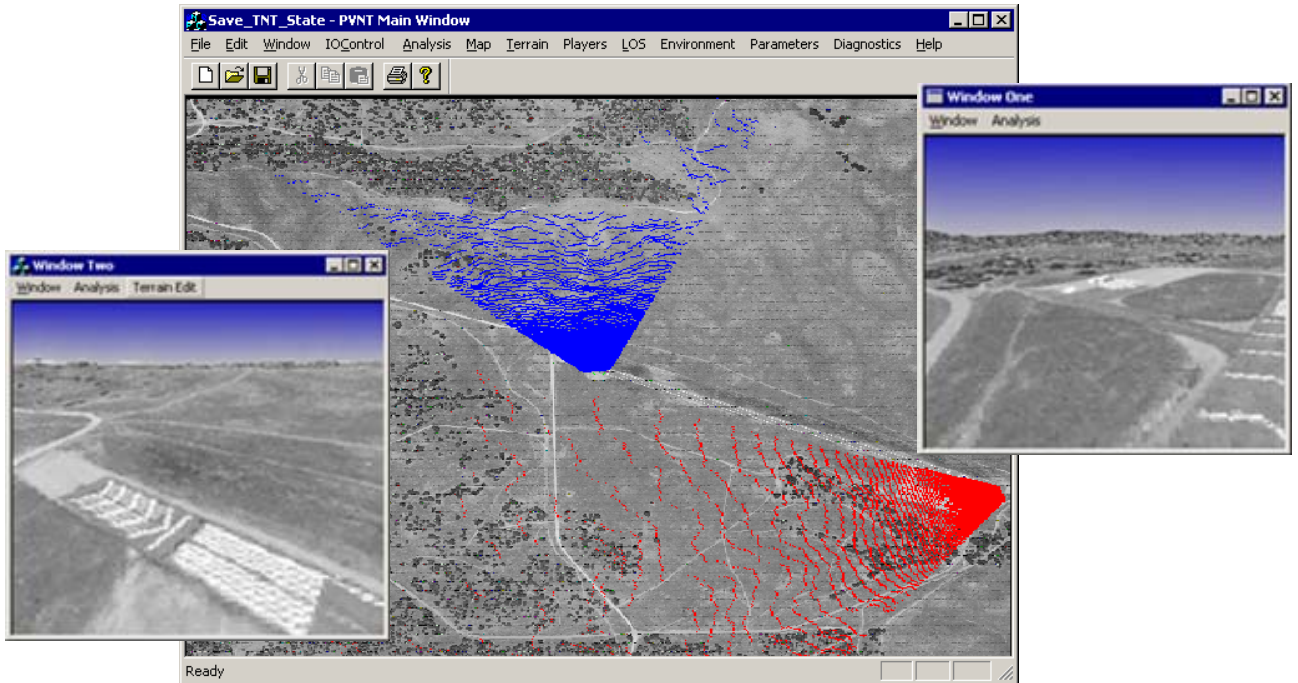 Save_TNT_State - PVNT Main Window
File Edit Window IOControl Analysis Map Terrain Players LOS Environment Parameters Diagnostics Help
Window One
Window Analysis
Window Two
Window Analysis Terrain Edit
Ready